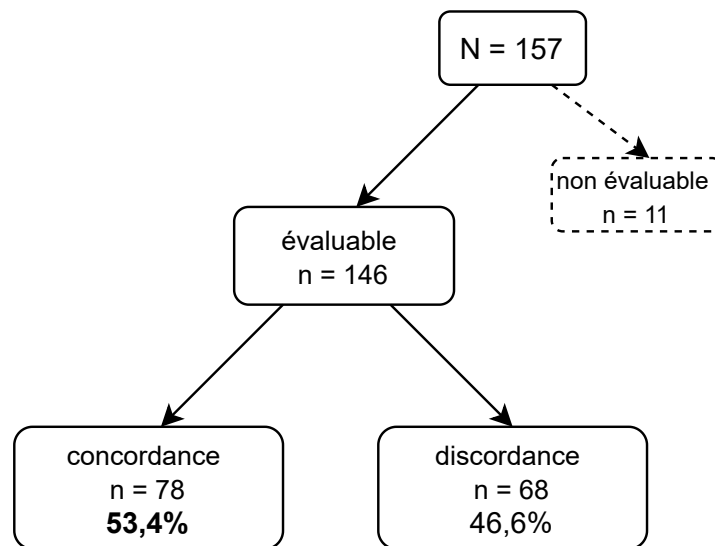 N = 157
non évaluable
n = 11
évaluable
n = 146
concordance
n = 78
53,4%
discordance
n = 68
46,6%